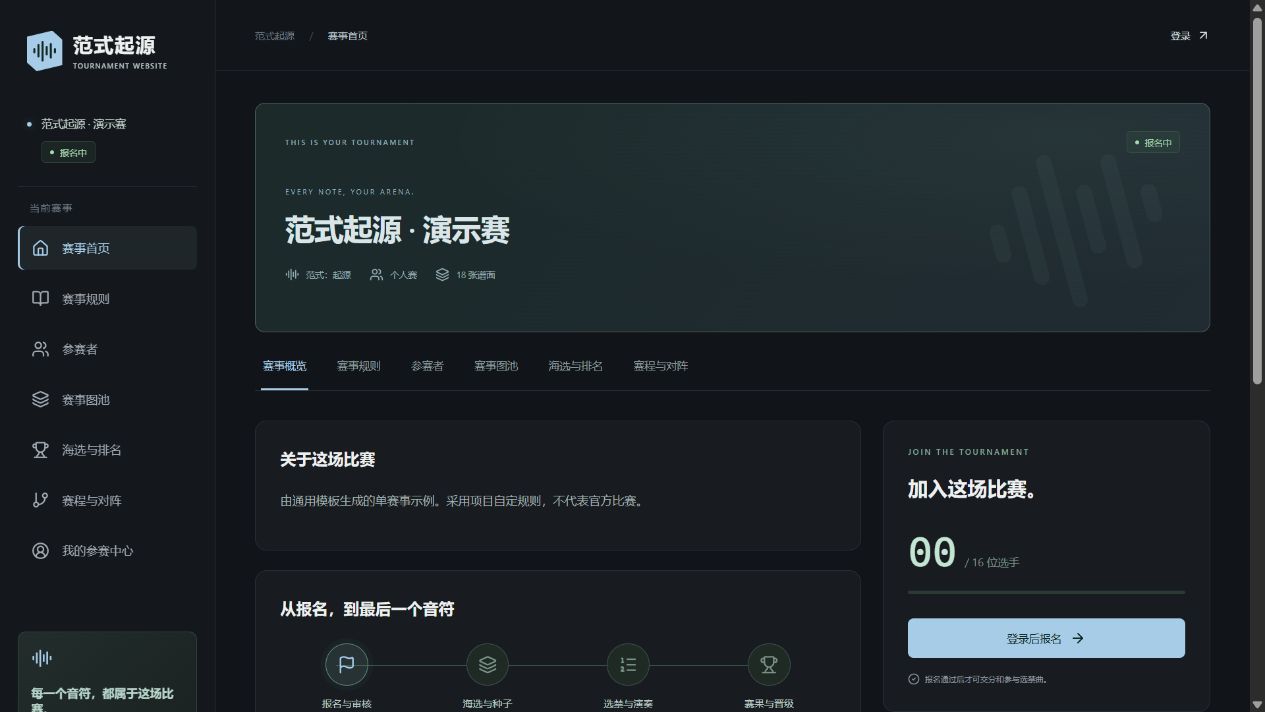 范式起源
TOURNAMENT WEBSITE
范式起源 · 演示赛
报名中
当前赛事
赛事首页
赛事规则
参赛者
赛事图池
海选与排名
赛程与对阵
我的参赛中心
每一个音符，都属于这场比
赛。
范式起源 / 赛事首页
登录
THIS IS YOUR TOURNAMENT
报名中
EVERY NOTE, YOUR ARENA.
范式起源 · 演示赛
范式：起源 个人赛 18 张谱面
赛事概览 赛事规则 参赛者 赛事图池 海选与排名 赛程与对阵
关于这场比赛
由通用模板生成的单赛事示例。采用项目自定规则，不代表官方比赛。
从报名，到最后一个音符
报名与审核 海选与种子 选禁与演奏 赛果与晋级
JOIN THE TOURNAMENT
加入这场比赛。
00 / 16 位选手
登录后报名
报名通过后才可交分和参与选禁曲。